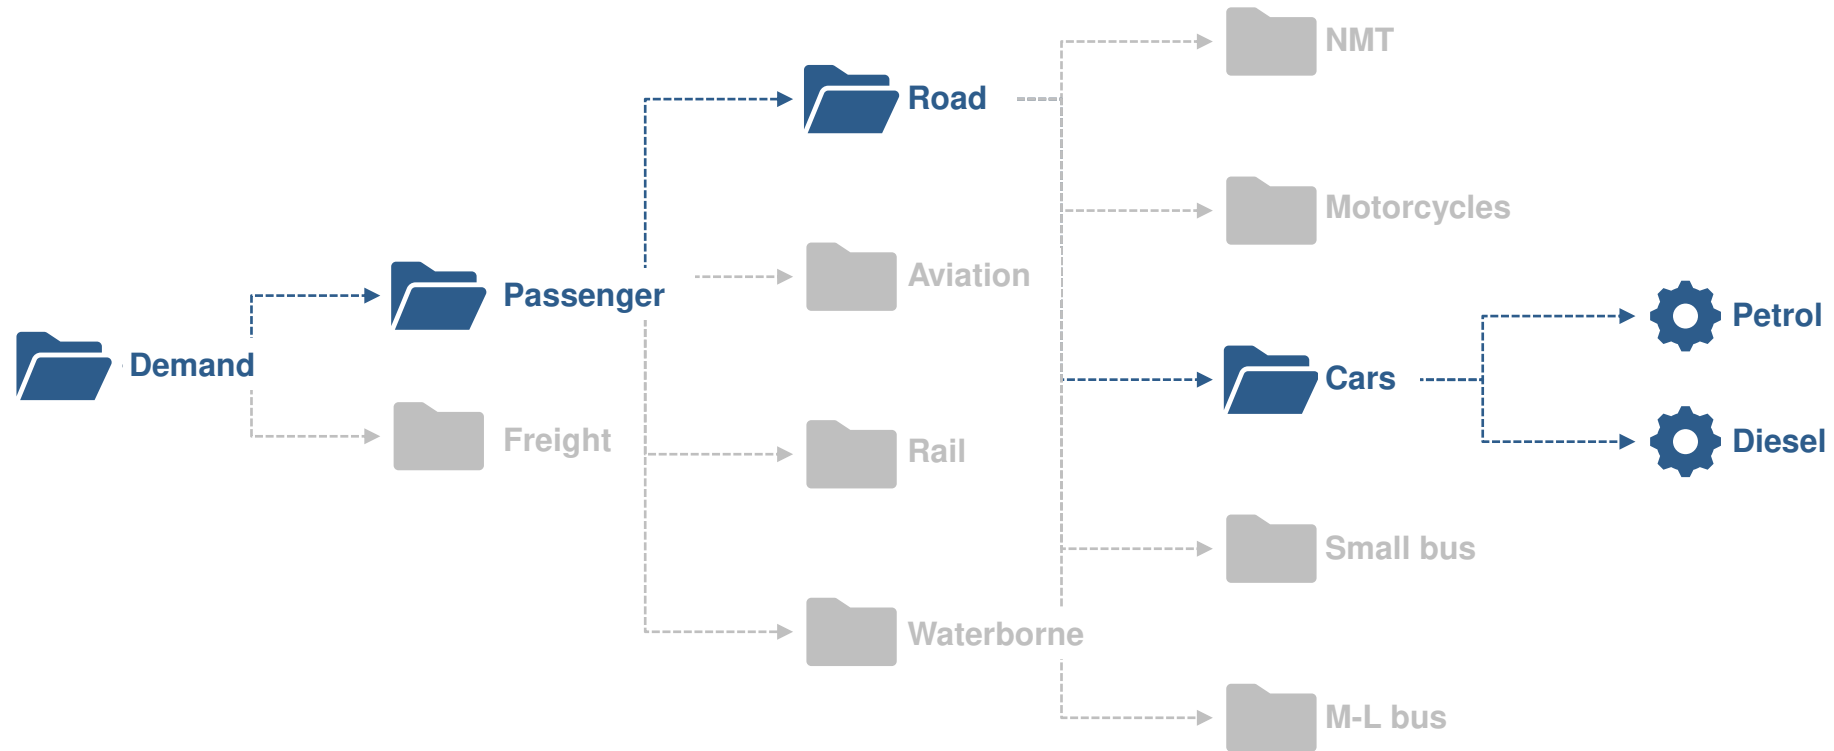 Demand
Passenger
Freight
Road
Aviation
Rail
Waterborne
NMT
Motorcycles
Cars
Small bus
M-L bus
Petrol
Diesel